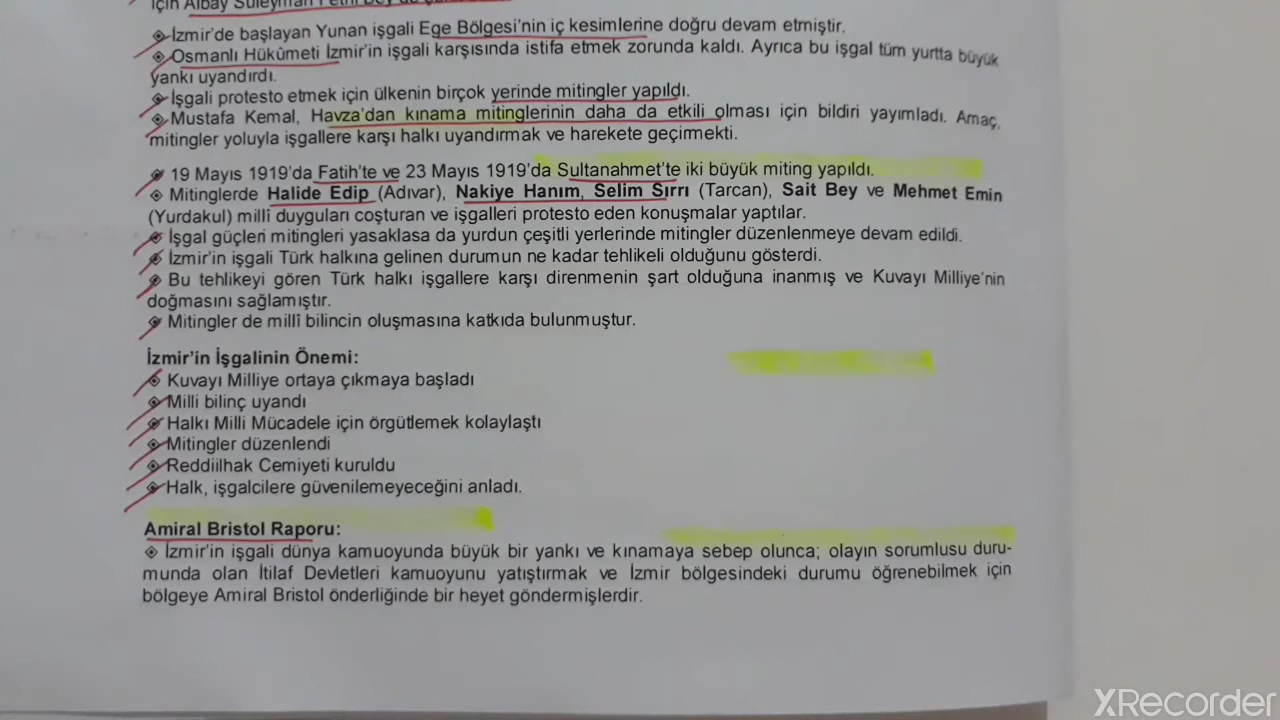 için Albay Süleyman Fethi Bey de
◈ İzmir’de başlayan Yunan işgali Ege Bölgesi’nin iç kesimlerine doğru devam etmiştir.
◈ Osmanlı Hükûmeti İzmir’in işgali karşısında istifa etmek zorunda kaldı. Ayrıca bu işgal tüm yurtta büyük
yankı uyandırdı.
◈ İşgali protesto etmek için ülkenin birçok yerinde mitingler yapıldı.
◈ Mustafa Kemal, Havza’dan kınama mitinglerinin daha da etkili olması için bildiri yayımladı. Amaç,
mitingler yoluyla işgallere karşı halkı uyandırmak ve harekete geçirmekti.
◈ 19 Mayıs 1919’da Fatih’te ve 23 Mayıs 1919’da Sultanahmet’te iki büyük miting yapıldı.
◈ Mitinglerde Halide Edip (Adıvar), Nakiye Hanım, Selim Sırrı (Tarcan), Sait Bey ve Mehmet Emin
(Yurdakul) millî duyguları coşturan ve işgalleri protesto eden konuşmalar yaptılar.
◈ İşgal güçleri mitingleri yasaklasa da yurdun çeşitli yerlerinde mitingler düzenlenmeye devam edildi.
◈ İzmir’in işgali Türk halkına gelinen durumun ne kadar tehlikeli olduğunu gösterdi.
◈ Bu tehlikeyi gören Türk halkı işgallere karşı direnmenin şart olduğuna inanmış ve Kuvayı Milliye’nin
doğmasını sağlamıştır.
◈ Mitingler de millî bilincin oluşmasına katkıda bulunmuştur.
İzmir’in İşgalinin Önemi:
◈ Kuvayı Milliye ortaya çıkmaya başladı
◈ Milli bilinç uyandı
◈ Halkı Milli Mücadele için örgütlemek kolaylaştı
◈ Mitingler düzenlendi
◈ Reddiilhak Cemiyeti kuruldu
◈ Halk, işgalcilere güvenilemeyeceğini anladı.
Amiral Bristol Raporu:
◈ İzmir’in işgali dünya kamuoyunda büyük bir yankı ve kınamaya sebep olunca; olayın sorumlusu duru-
munda olan İtilaf Devletleri kamuoyunu yatıştırmak ve İzmir bölgesindeki durumu öğrenebilmek için
bölgeye Amiral Bristol önderliğinde bir heyet göndermişlerdir.
XRecorder